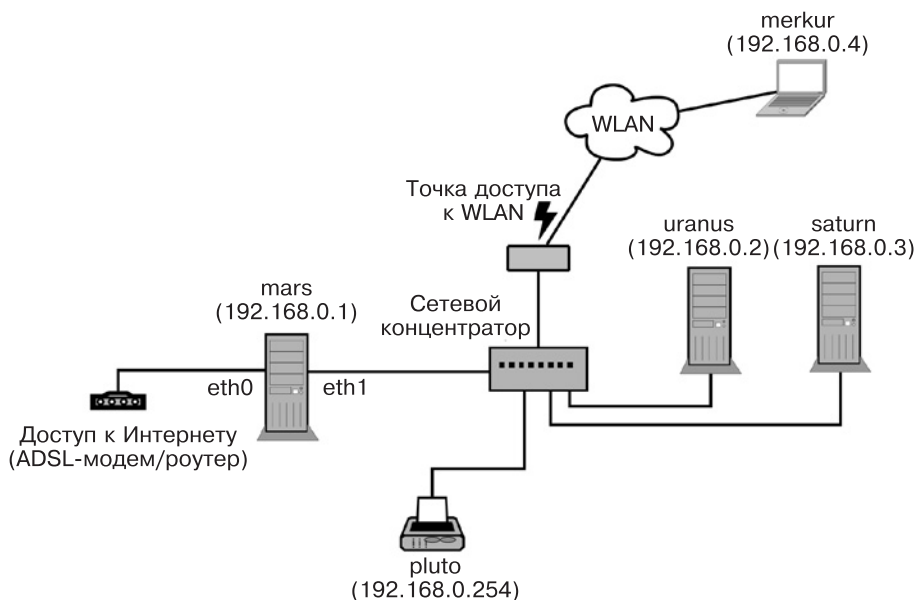 merkur
(192.168.0.4)
WLAN
Точка доступа
к WLAN
uranus
(192.168.0.2)
saturn
(192.168.0.3)
mars
(192.168.0.1)
Сетевой
концентратор
eth0
eth1
Доступ к Интернету
(ADSL-модем/роутер)
pluto
(192.168.0.254)